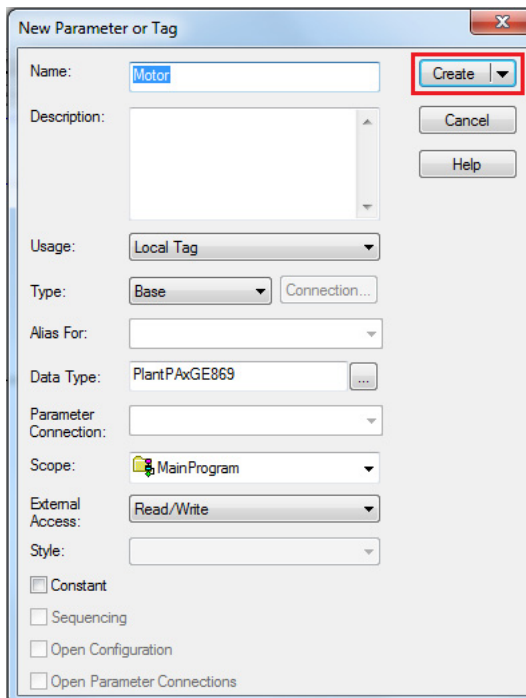 New Parameter or Tag
Name:
Motor
Create
Description:
Cancel
Help
Usage:
Local Tag
Type:
Base
Connection...
Alias For:
Data Type:
PlantPAxGE869
...
Parameter
Connection:
Scope:
MainProgram
External
Access:
Read/Write
Style:
Constant
Sequencing
Open Configuration
Open Parameter Connections